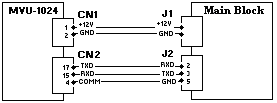 MVU-1024 CN1 J1 Main Block
1 +12V +12V
2 GND GND
CN2 J2
17 TXD RXD 2
15 RXD TXD 3
4 COMM GND 5